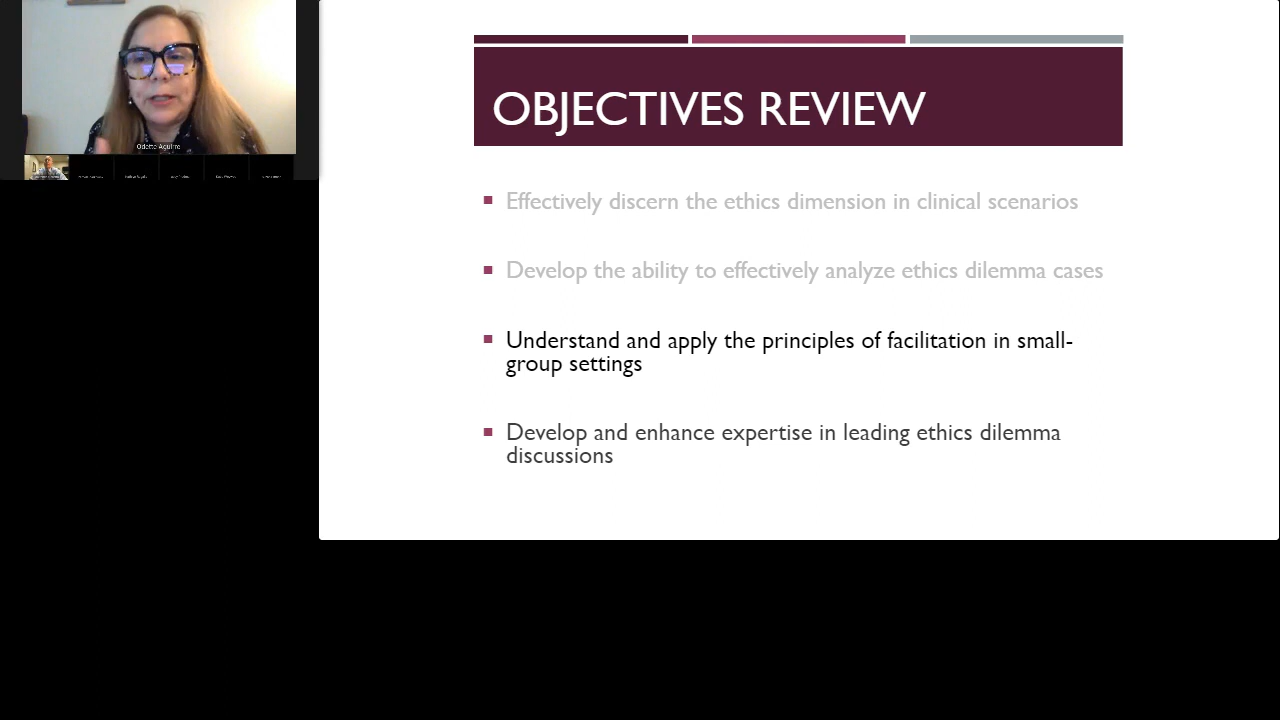 Odette Aguirre
OBJECTIVES REVIEW
Effectively discern the ethics dimension in clinical scenarios
Develop the ability to effectively analyze ethics dilemma cases
Understand and apply the principles of facilitation in small-
group settings
Develop and enhance expertise in leading ethics dilemma
discussions